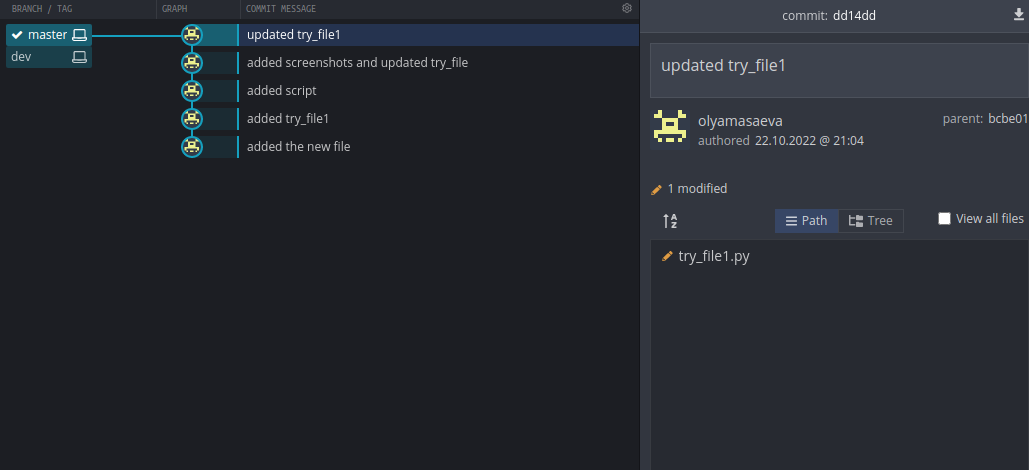 BRANCH / TAG GRAPH COMMIT MESSAGE
master
dev
updated try_file1
added screenshots and updated try_file
added script
added try_file1
added the new file
commit: dd14dd
updated try_file1
olyamasaeva
authored 22.10.2022 @ 21:04
parent: bcbe01
1 modified
A
Z
Path
Tree
View all files
try_file1.py